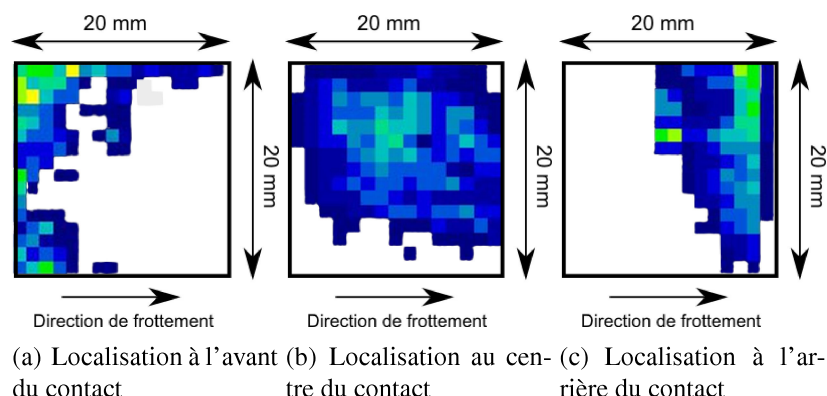 20 mm
20 mm
20 mm
20 mm
20 mm
20 mm
Direction de frottement
Direction de frottement
Direction de frottement
(a) Localisation à l'avant
du contact
(b) Localisation au cen-
tre du contact
(c) Localisation à l'ar-
rière du contact